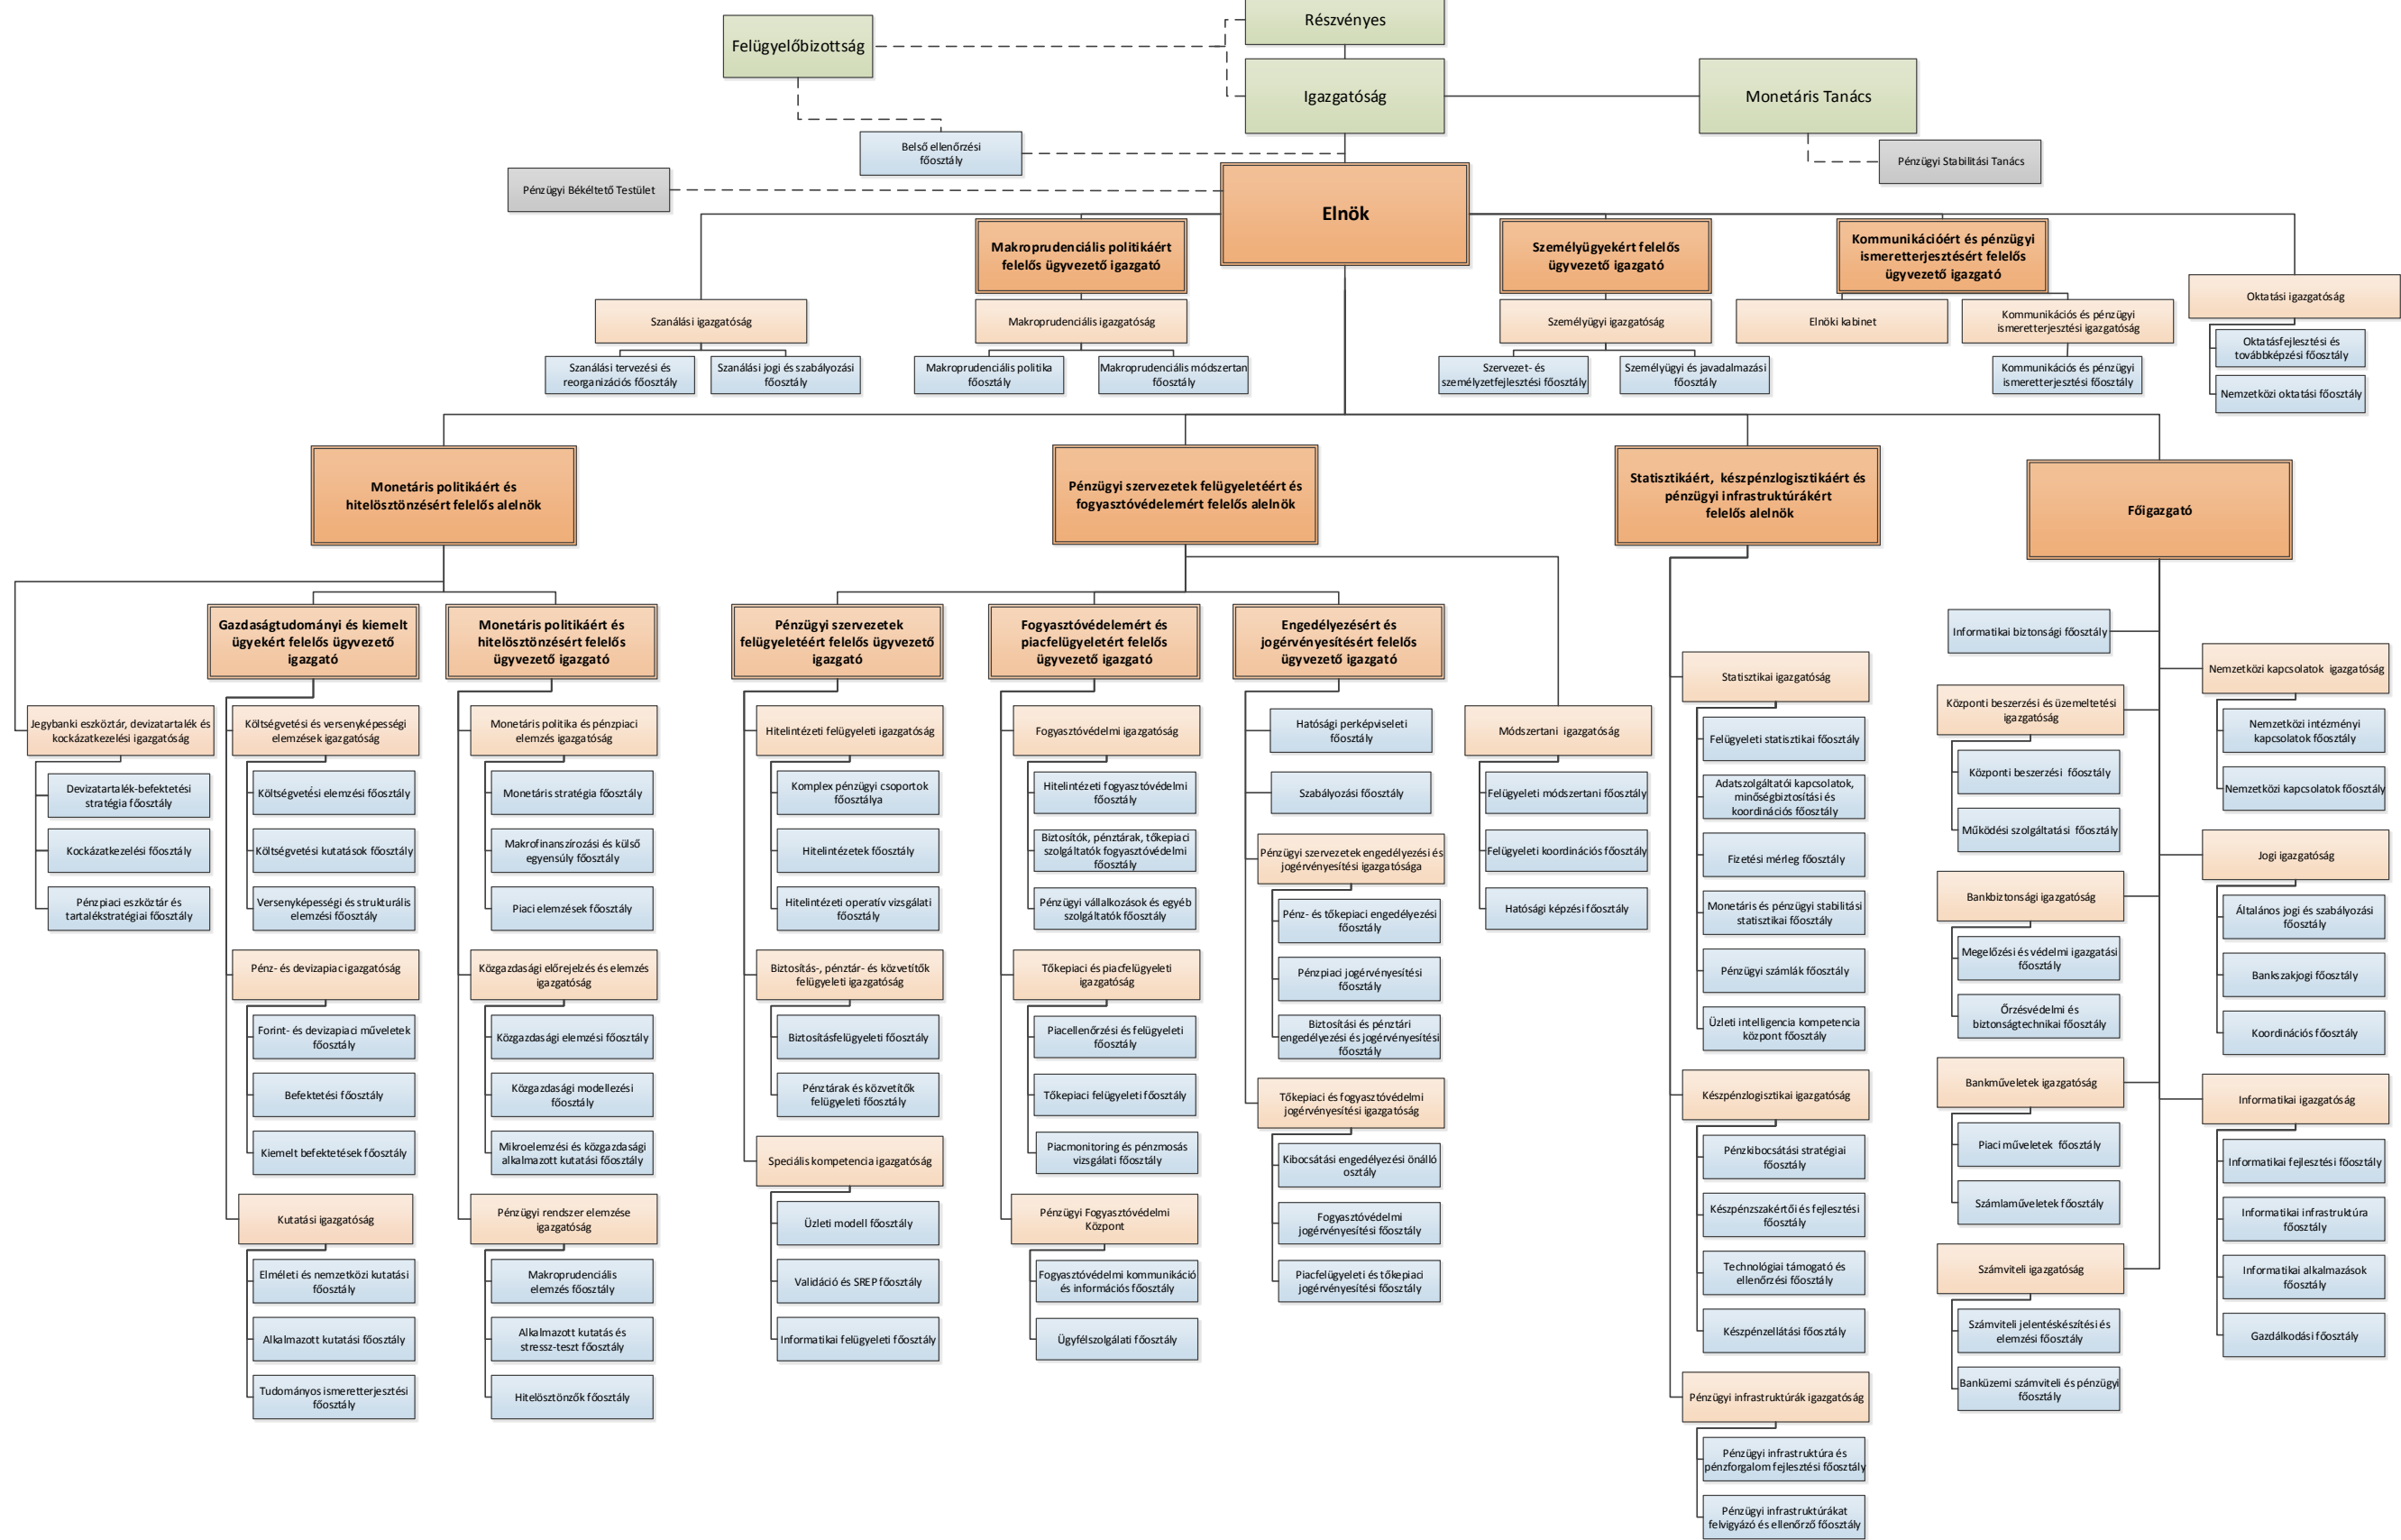 Részvényes
Felügyelőbizottság
Igazgatóság
Monetáris Tanács
Belső ellenőrzési
főosztály
Pénzügyi Stabilitási Tanács
Pénzügyi Békéltető Testület
Elnök
Makroprudenciális politikáért
felelős ügyvezető igazgató
Személyügyekért felelős
ügyvezető igazgató
Kommunikációért és pénzügyi
ismeretterjesztésért felelős
ügyvezető igazgató
Oktatási igazgatóság
Szanálási igazgatóság
Makroprudenciális igazgatóság
Személyügyi igazgatóság
Elnöki kabinet
Kommunikációs és pénzügyi
ismeretterjesztési igazgatóság
Oktatásfejlesztési és
továbbképzési főosztály
Szanálási tervezési és
reorganizációs főosztály
Szanálási jogi és szabályozási
főosztály
Makroprudenciális politika
főosztály
Makroprudenciális módszertan
főosztály
Szervezet- és
személyzetfejlesztési főosztály
Személyügyi és javadalmazási
főosztály
Kommunikációs és pénzügyi
ismeretterjesztési főosztály
Nemzetközi oktatási főosztály
Monetáris politikáért és
hitelösztönzésért felelős alelnök
Pénzügyi szervezetek felügyeletéért és
fogyasztóvédelemért felelős alelnök
Statisztikáért, készpénzlogisztikáért és
pénzügyi infrastruktúrákért
felelős alelnök
Főigazgató
Gazdaságtudományi és kiemelt
ügyekért felelős ügyvezető
igazgató
Monetáris politikáért és
hitelösztönzésért felelős
ügyvezető igazgató
Pénzügyi szervezetek
felügyeletéért felelős ügyvezető
igazgató
Fogyasztóvédelemért és
piacfelügyeletért felelős
ügyvezető igazgató
Engedélyezésért és
jogérvényesítésért felelős
ügyvezető igazgató
Jegybanki eszköztár, devizatartalék és
kockázatkezelési igazgatóság
Devizatartalék-befektetési
stratégia főosztály
Kockázatkezelési főosztály
Pénzpiaci eszköztár és
tartalékstratégiai főosztály
Költségvetési és versenyképességi
elemzések igazgatóság
Költségvetési elemzési főosztály
Költségvetési kutatások főosztály
Versenyképességi és strukturális
elemzési főosztály
Pénz- és devizapiac igazgatóság
Forint- és devizapiaci műveletek
főosztály
Befektetési főosztály
Kiemelt befektetések főosztály
Kutatási igazgatóság
Elméleti és nemzetközi kutatási
főosztály
Alkalmazott kutatási főosztály
Tudományos ismeretterjesztési
főosztály
Monetáris politika és pénzpiaci
elemzés igazgatóság
Monetáris stratégia főosztály
Makrofinanszírozási és külső
egyensúly főosztály
Piaci elemzések főosztály
Közgazdasági előrejelzés és elemzés
igazgatóság
Közgazdasági elemzési főosztály
Közgazdasági modellezési
főosztály
Mikroelemzési és közgazdasági
alkalmazott kutatási főosztály
Pénzügyi rendszer elemzése
igazgatóság
Makroprudenciális
elemzés főosztály
Alkalmazott kutatás és
stressz-teszt főosztály
Hitelösztönzők főosztály
Hitelintézeti felügyeleti igazgatóság
Komplex pénzügyi csoportok
főosztálya
Hitelintézetek főosztály
Hitelintézeti operatív vizsgálati
főosztály
Biztosítás-, pénztár- és közvetítők
felügyeleti igazgatóság
Biztosításfelügyeleti főosztály
Pénztárak és közvetítők
felügyeleti főosztály
Speciális kompetencia igazgatóság
Üzleti modell főosztály
Validáció és SREP főosztály
Informatikai felügyeleti főosztály
Fogyasztóvédelmi igazgatóság
Hitelintézeti fogyasztóvédelmi
főosztály
Biztosítók, pénztárak, tőkepiaci
szolgáltatók fogyasztóvédelmi
főosztály
Pénzügyi vállalkozások és egyéb
szolgáltatók főosztály
Tőkepiaci és piacfelügyeleti
igazgatóság
Piacellenőrzési és felügyeleti
főosztály
Tőkepiaci felügyeleti főosztály
Piacmonitoring és pénzmosás
vizsgálati főosztály
Pénzügyi Fogyasztóvédelmi
Központ
Fogyasztóvédelmi kommunikáció
és információs főosztály
Ügyfélszolgálati főosztály
Hatósági perképviseleti
főosztály
Szabályozási főosztály
Pénzügyi szervezetek engedélyezési és
jogérvényesítési igazgatósága
Pénz- és tőkepiaci engedélyezési
főosztály
Pénzpiaci jogérvényesítési
főosztály
Biztosítási és pénztári
engedélyezési és jogérvényesítési
főosztály
Tőkepiaci és fogyasztóvédelmi
jogérvényesítési igazgatóság
Kibocsátási engedélyezési önálló
osztály
Fogyasztóvédelmi
jogérvényesítési főosztály
Piacfelügyeleti és tőkepiaci
jogérvényesítési főosztály
Módszertani igazgatóság
Felügyeleti módszertani főosztály
Felügyeleti koordinációs főosztály
Hatósági képzési főosztály
Statisztikai igazgatóság
Felügyeleti statisztikai főosztály
Adatszolgáltatói kapcsolatok,
minőségbiztosítási és
koordinációs főosztály
Fizetési mérleg főosztály
Monetáris és pénzügyi stabilitási
statisztikai főosztály
Pénzügyi számlák főosztály
Üzleti intelligencia kompetencia
központ főosztály
Készpénzlogisztikai igazgatóság
Pénzkibocsátási stratégiai
főosztály
Készpénzszakértői és fejlesztési
főosztály
Technológiai támogató és
ellenőrzési főosztály
Készpénzellátási főosztály
Pénzügyi infrastruktúrák igazgatóság
Pénzügyi infrastruktúra és
pénzforgalom fejlesztési főosztály
Pénzügyi infrastruktúrákat
felvigyázó és ellenőrző főosztály
Informatikai biztonsági főosztály
Központi beszerzési és üzemeltetési
igazgatóság
Központi beszerzési főosztály
Működési szolgáltatási főosztály
Bankbiztonsági igazgatóság
Megelőzési és védelmi igazgatási
főosztály
Őrzésvédelmi és
biztonságtechnikai főosztály
Bankműveletek igazgatóság
Piaci műveletek főosztály
Számlaműveletek főosztály
Számviteli igazgatóság
Számviteli jelentéskészítési és
elemzési főosztály
Banküzemi számviteli és pénzügyi
főosztály
Nemzetközi kapcsolatok igazgatóság
Nemzetközi intézményi
kapcsolatok főosztály
Nemzetközi kapcsolatok főosztály
Jogi igazgatóság
Általános jogi és szabályozási
főosztály
Bankszakjogi főosztály
Koordinációs főosztály
Informatikai igazgatóság
Informatikai fejlesztési főosztály
Informatikai infrastruktúra
főosztály
Informatikai alkalmazások
főosztály
Gazdálkodási főosztály